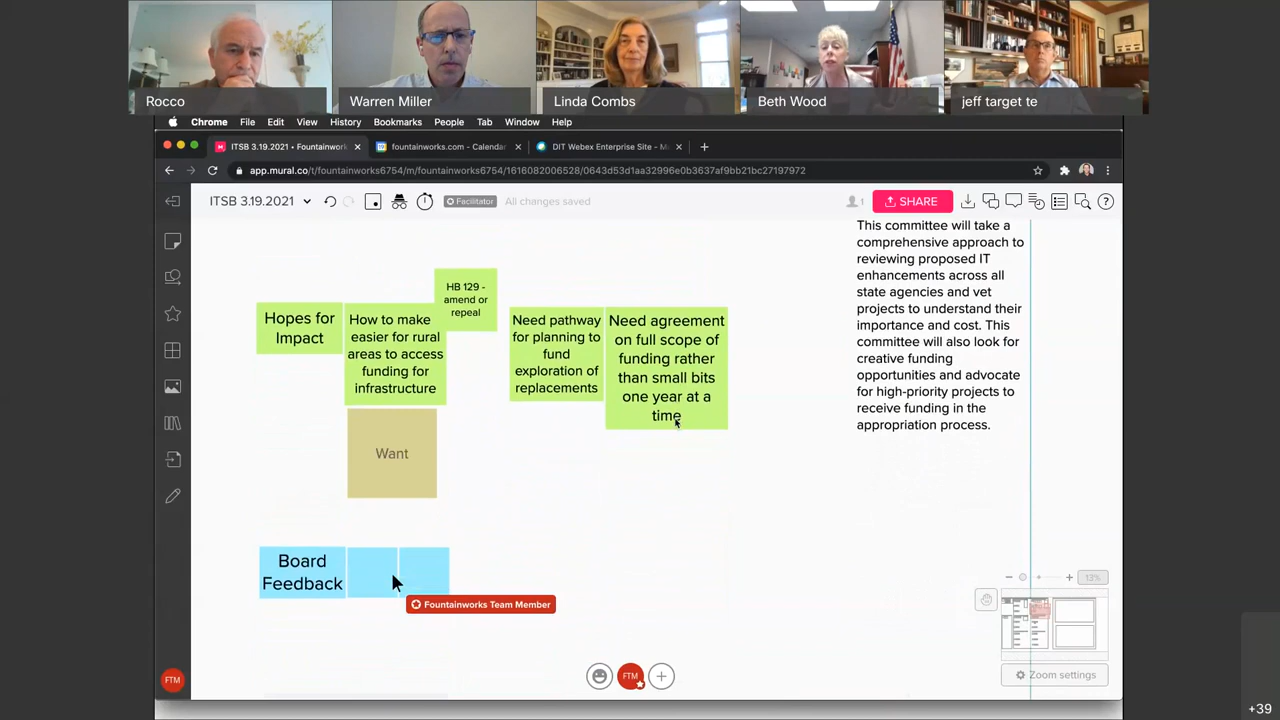 Rocco
Warren Miller
Linda Combs
Beth Wood
jeff target te
Chrome File Edit View History Bookmarks People Tab Window Help
ITSB 3.19.2021 • Fountainwork
fountainworks.com - Calendar
DIT Webex Enterprise Site - M
app.mural.co/t/fountainworks6754/m/fountainworks6754/1616082006528/0643d53d1aa32996e0b3637af9bb21bc27197972
ITSB 3.19.2021
Facilitator
All changes saved
1
SHARE
Hopes for
Impact
How to make
easier for rural
areas to access
funding for
infrastructure
HB 129 -
amend or
repeal
Need pathway
for planning to
fund
exploration of
replacements
Need agreement
on full scope of
funding rather
than small bits
one year at a
time
This committee will take a
comprehensive approach to
reviewing proposed IT
enhancements across all
state agencies and vet
projects to understand their
importance and cost. This
committee will also look for
creative funding
opportunities and advocate
for high-priority projects to
receive funding in the
appropriation process.
Want
Board
Feedback
Fountainworks Team Member
13%
Zoom settings
FTM
FTM
+39